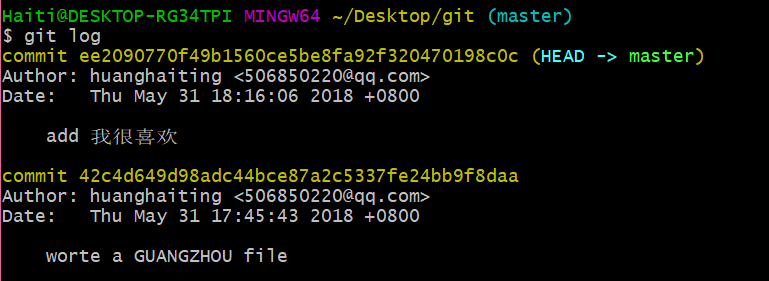 Haiti@DESKTOP-RG34TPI MINGW64 ~/Desktop/git (master)
$ git log
commit ee2090770f49b1560ce5be8fa92f320470198c0c (HEAD -> master)
Author: huanghaiting <506850220@qq.com>
Date:   Thu May 31 18:16:06 2018 +0800
add 我很喜欢
commit 42c4d649d98adc44bce87a2c5337fe24bb9f8daa
Author: huanghaiting <506850220@qq.com>
Date:   Thu May 31 17:45:43 2018 +0800
worte a GUANGZHOU file